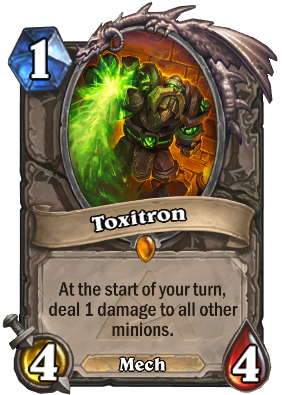 1
Toxitron
At the start of your turn,
deal 1 damage to all other
minions.
4
Mech
4